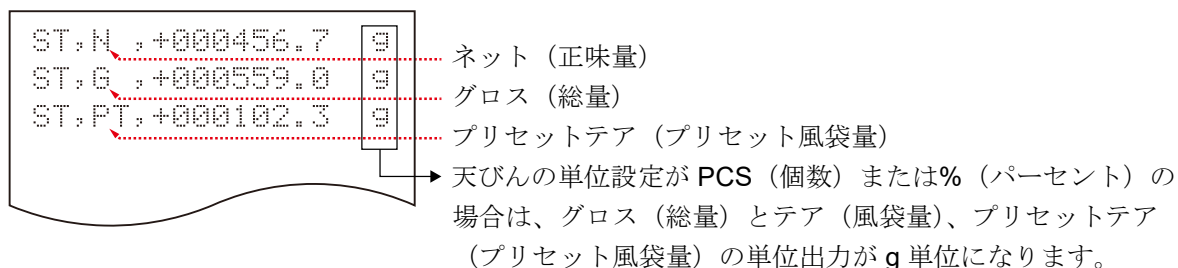 ST,N ,+000456.7 g
ネット（正味量）
ST,G ,+000559.0 g
グロス（総量）
ST,PT,+000102.3 g
プリセットテア（プリセット風袋量）
天びんの単位設定が PCS（個数）または%（パーセント）の
場合は、グロス（総量）とテア（風袋量）、プリセットテア
（プリセット風袋量）の単位出力が g 単位になります。